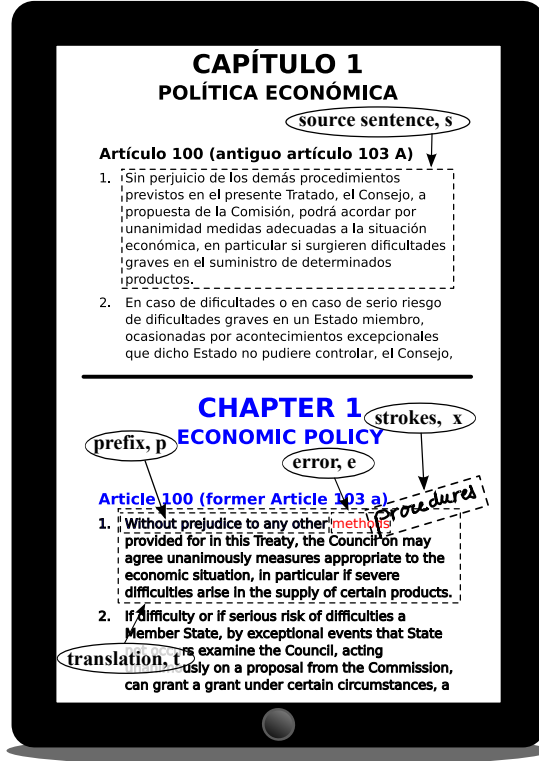 CAPÍTULO 1
POLÍTICA ECONÓMICA
source sentence, s
Artículo 100 (antiguo artículo 103 A)
1. Sin perjuicio de los demás procedimientos
previstos en el presente Tratado, el Consejo, a
propuesta de la Comisión, podrá acordar por
unanimidad medidas adecuadas a la situación
económica, en particular si surgieren dificultades
graves en el suministro de determinados
productos.
2. En caso de dificultades o en caso de serio riesgo
de dificultades graves en un Estado miembro,
ocasionadas por acontecimientos excepcionales
que dicho Estado no pudiere controlar, el Consejo,
CHAPTER 1
strokes, x
prefix, p
ECONOMIC POLICY
error, e
Article 100 (former Article 103 a)
Procedures
1. Without prejudice to any other methods
provided for in this Treaty, the Council on may
agree unanimously measures appropriate to the
economic situation, in particular if severe
difficulties arise in the supply of certain products.
2. If difficulty or if serious risk of difficulties a
Member State, by exceptional events that State
not occurs examine the Council, acting
translation, t
unanimously on a proposal from the Commission,
can grant a grant under certain circumstances, a